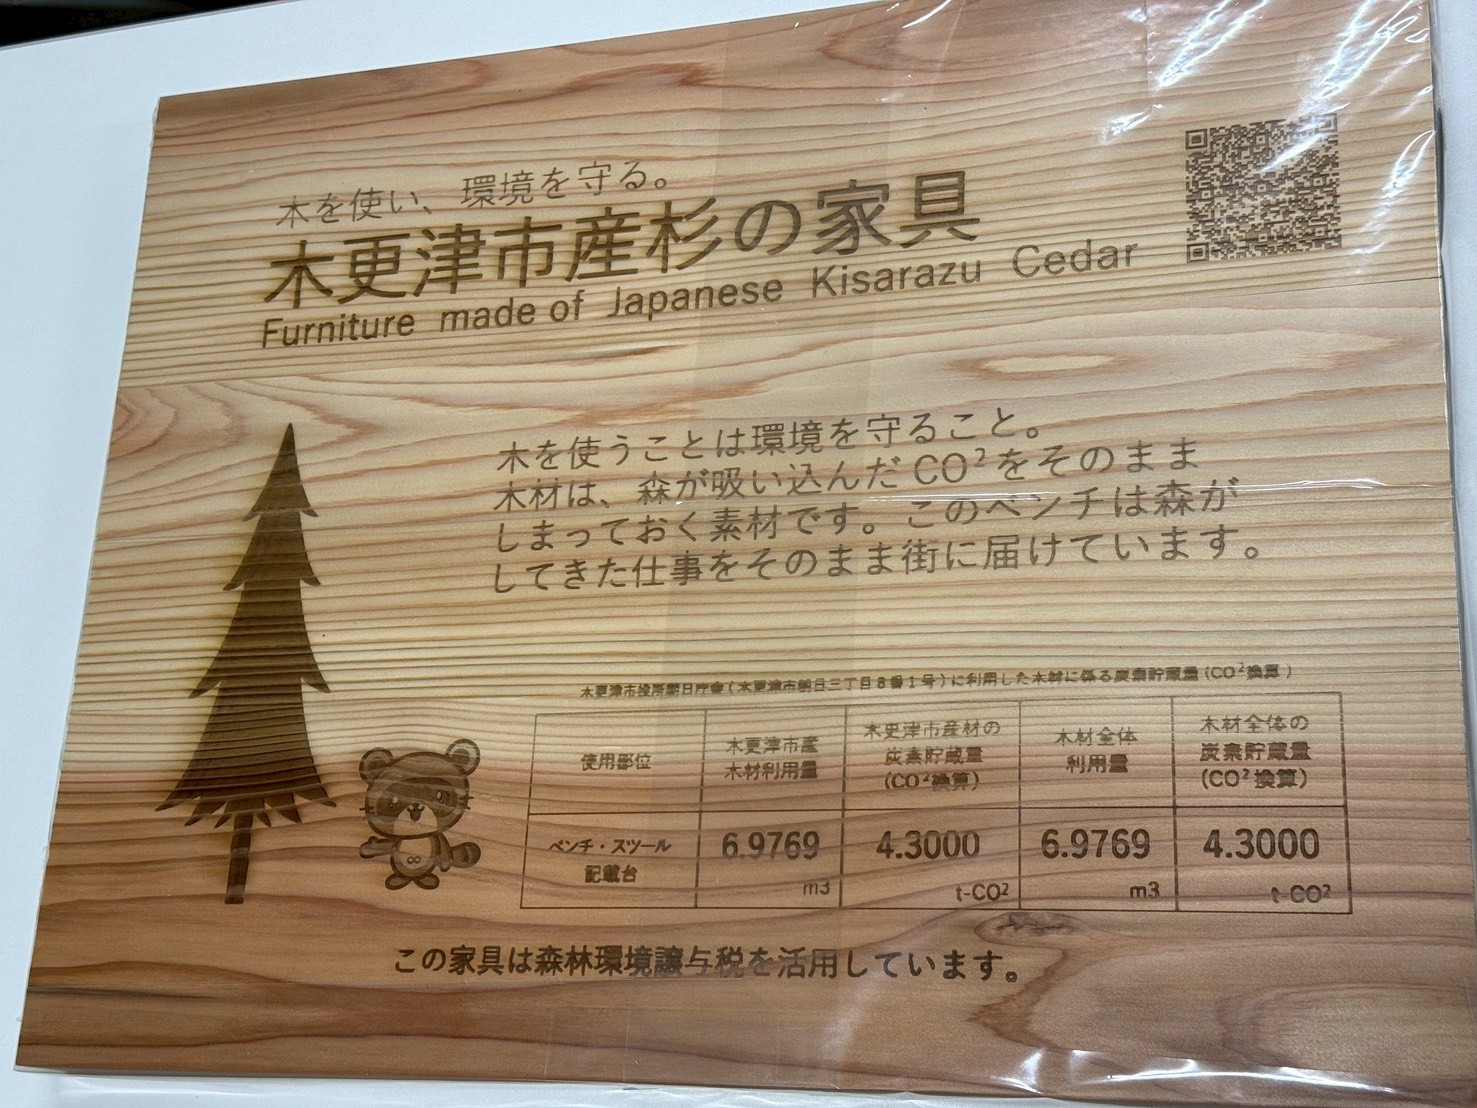 木を使い、環境を守る。
木更津市産杉の家具
Furniture made of Japanese Kisarazu Cedar
木を使うことは環境を守ること。
木材は、森が吸い込んだCO²をそのまま
しまっておく素材です。このベンチは森が
してきた仕事をそのまま街に届けています。
木更津市役所朝日庁舎(木更津市朝日三丁目8番1号)に利用した木材に係る炭素貯蔵量(CO²換算)
使用部位
木更津市産
木材利用量
木更津市産材の
炭素貯蔵量
(CO²換算)
木材全体
利用量
木材全体の
炭素貯蔵量
(CO²換算)
ベンチ・スツール
記載台
6.9769
m3
4.3000
t-CO²
6.9769
m3
4.3000
t-CO²
この家具は森林環境譲与税を活用しています。